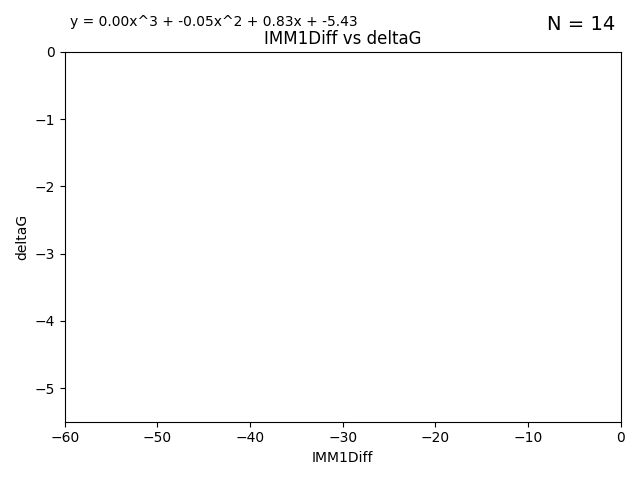 y = 0.00x^3 + -0.05x^2 + 0.83x + -5.43
N = 14
IMM1Diff vs deltaG
0
−1
−2
−3
−4
−5
deltaG
−60 −50 −40 −30 −20 −10 0
IMM1Diff